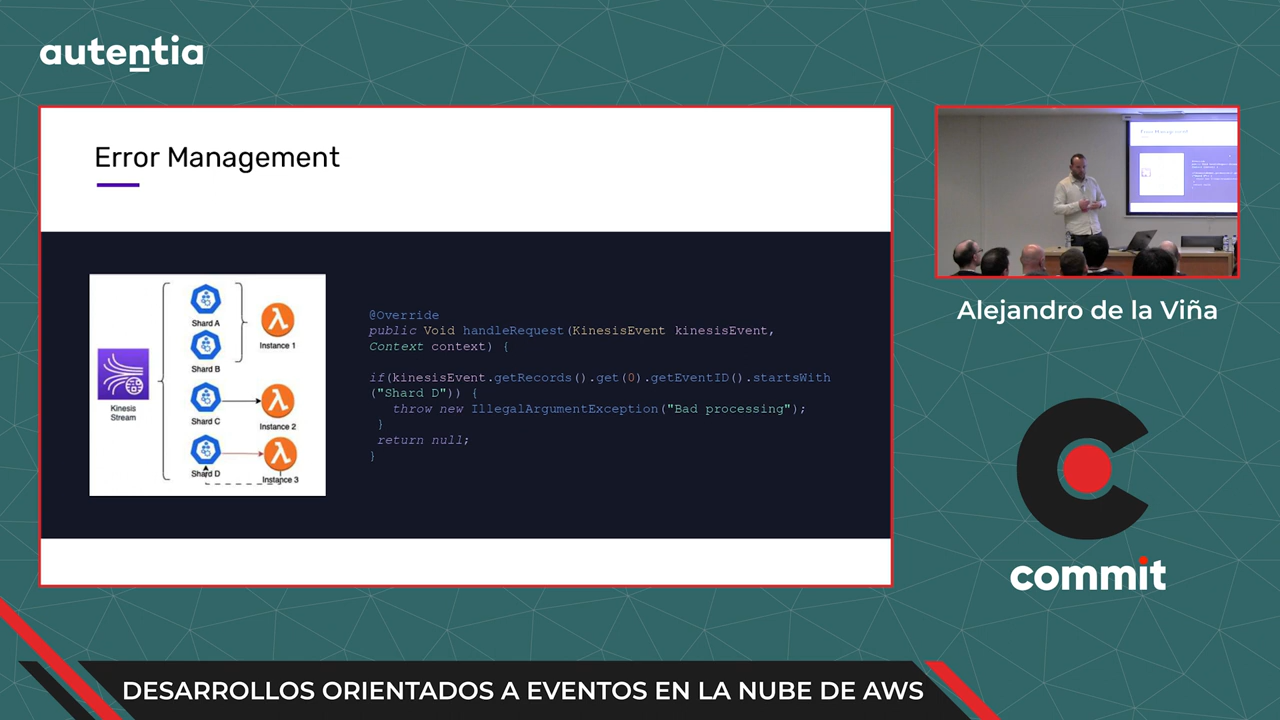 autentia
Error Management
Kinesis
Stream
Shard A
Shard B
Shard C
Shard D
Instance 1
Instance 2
Instance 3
@Override
public Void handleRequest(KinesisEvent kinesisEvent,
Context context) {
if(kinesisEvent.getRecords().get(0).getEventID().startsWith
("Shard D")) {
throw new IllegalArgumentException("Bad processing");
}
return null;
}
Alejandro de la Viña
commit
DESARROLLOS ORIENTADOS A EVENTOS EN LA NUBE DE AWS